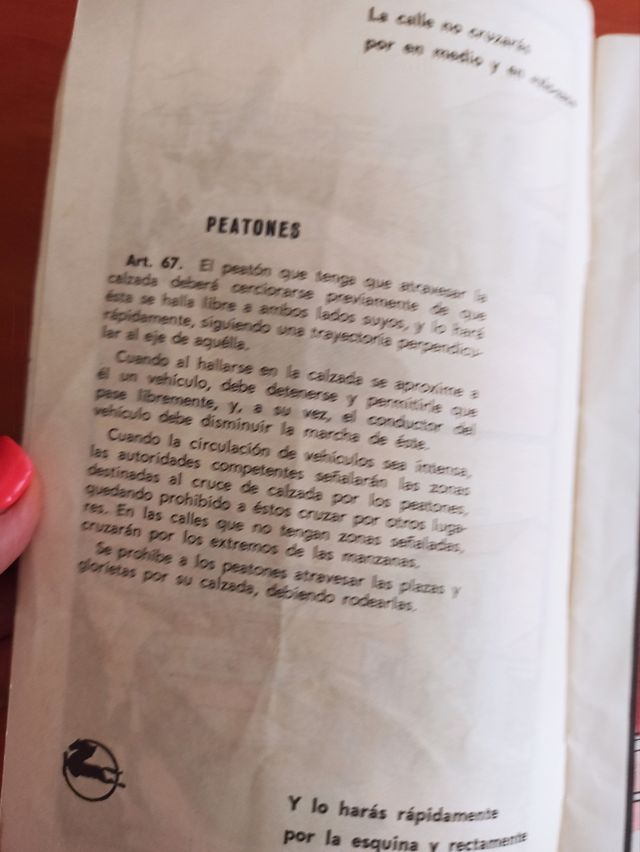 La calle no cruzarás
por en medio y en
PEATONES
Art. 67. El peatón que tenga que atravesar la
calzada deberá cerciorarse previamente de que
ésta se halla libre a ambos lados suyos, y lo hará
rápidamente, siguiendo una trayectoria perpendicu-
lar al eje de aquélla.
Cuando al hallarse en la calzada se aproxime a
él un vehículo, debe detenerse y permitirle que
pase libremente, y, a su vez, el conductor del
vehículo debe disminuir la marcha de éste.
Cuando la circulación de vehículos sea intensa,
las autoridades competentes señalarán las zonas
destinadas al cruce de calzada por los peatones,
quedando prohibido a éstos cruzar por otros luga-
res. En las calles que no tengan zonas señaladas,
cruzarán por los extremos de las manzanas.
Se prohibe a los peatones atravesar las plazas y
glorietas por su calzada, debiendo rodearlas.
Y lo harás rápidamente
por la esquina y rectamente